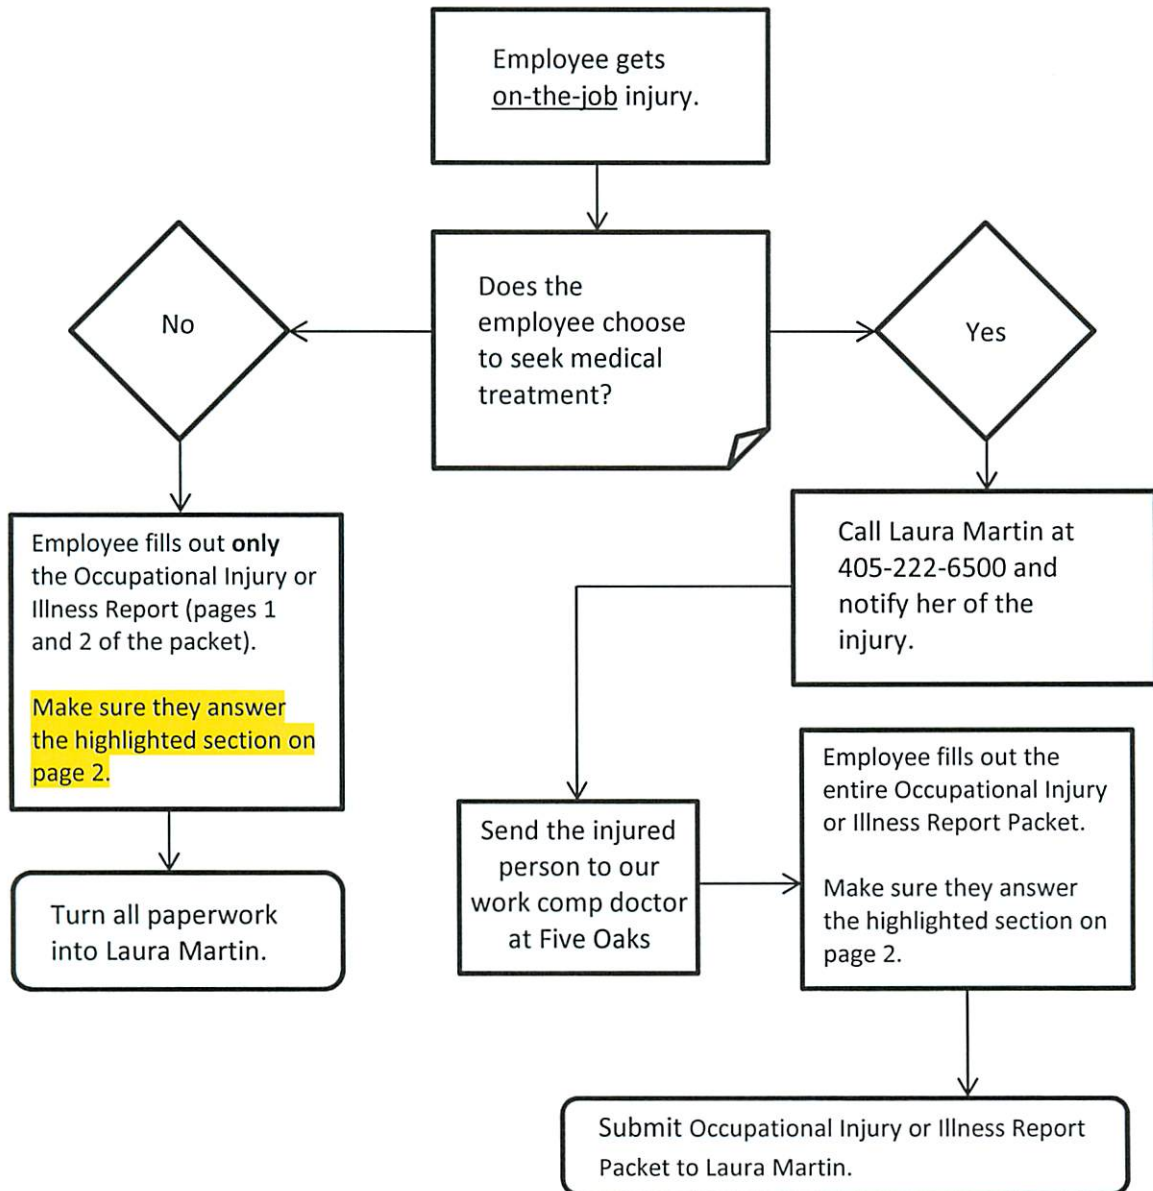 Employee gets
on-the-job injury.
Does the
employee choose
to seek medical
treatment?
No
Yes
Employee fills out only
the Occupational Injury or
Illness Report (pages 1
and 2 of the packet).
Make sure they answer
the highlighted section on
page 2.
Turn all paperwork
into Laura Martin.
Call Laura Martin at
405-222-6500 and
notify her of the
injury.
Send the injured
person to our
work comp doctor
at Five Oaks
Employee fills out the
entire Occupational Injury
or Illness Report Packet.
Make sure they answer
the highlighted section on
page 2.
Submit Occupational Injury or Illness Report
Packet to Laura Martin.